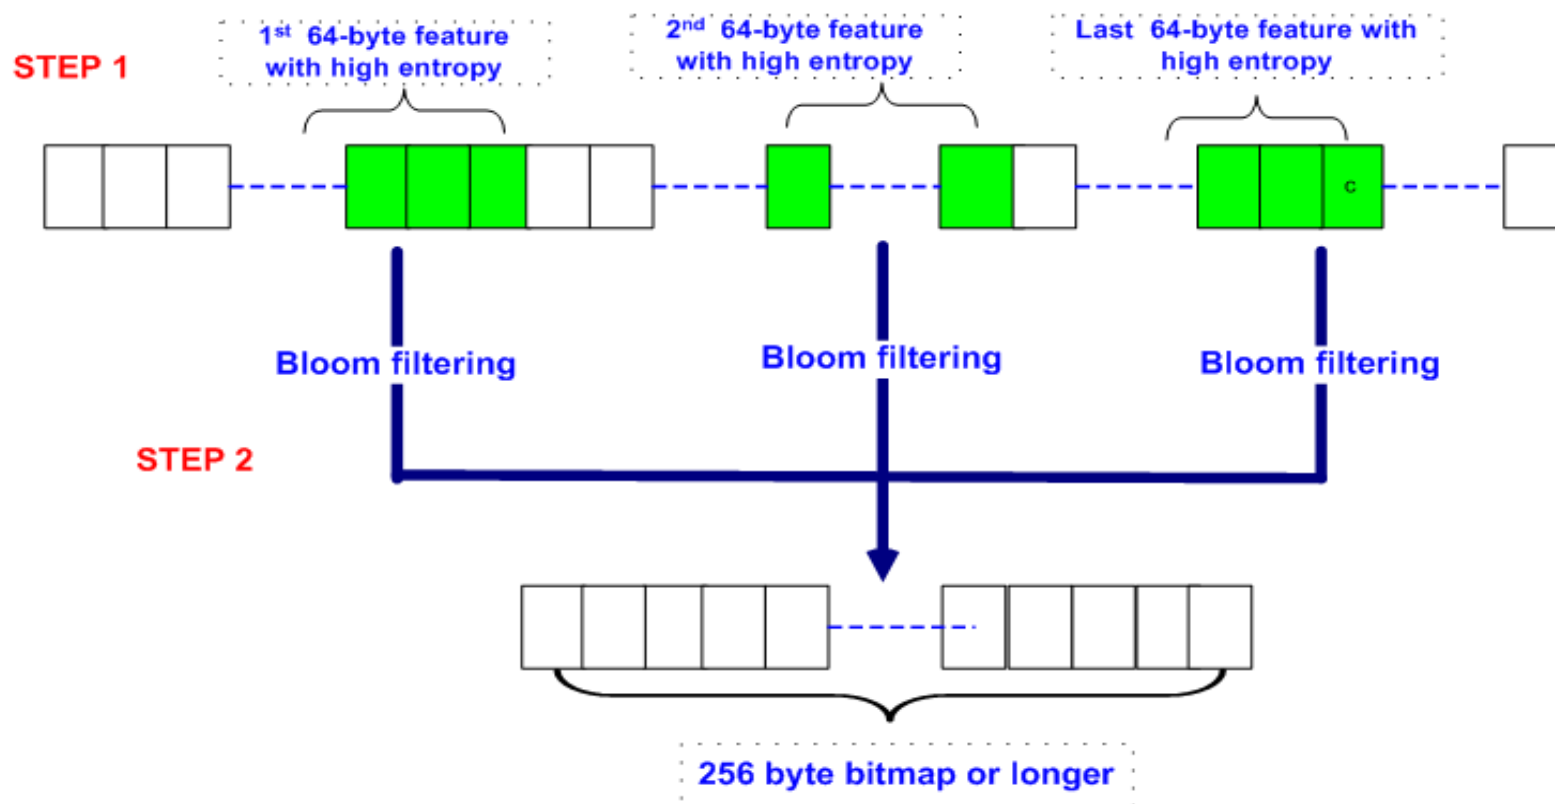 1st 64-byte feature
with high entropy
2nd 64-byte feature
with high entropy
Last 64-byte feature with
high entropy
STEP 1
C
Bloom filtering
Bloom filtering
Bloom filtering
STEP 2
256 byte bitmap or longer